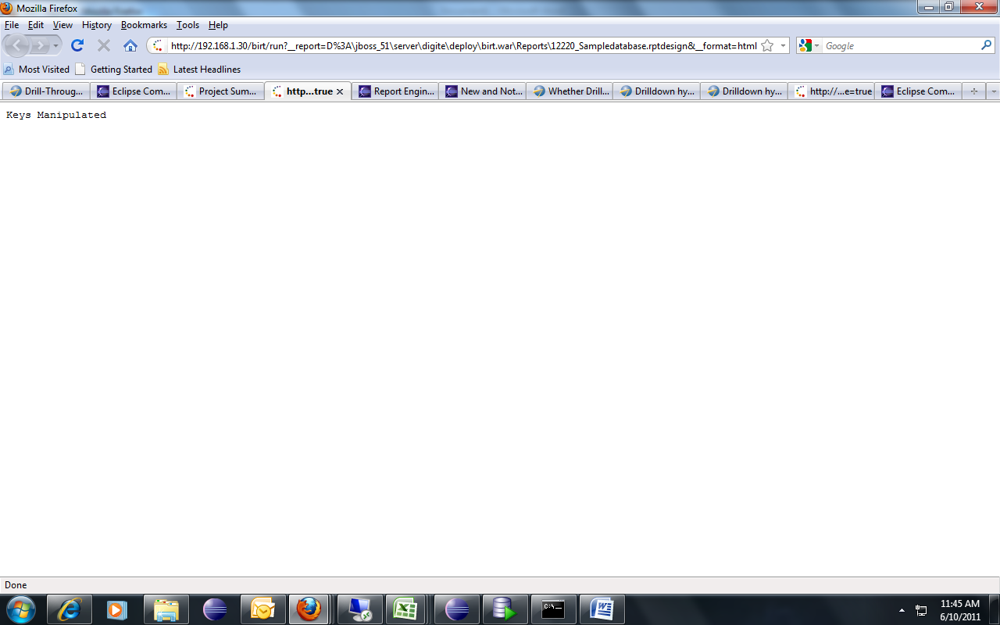 Mozilla Firefox
File Edit View History Bookmarks Tools Help
http://192.168.1.30/birt/run?__report=D%3A\jboss_51\server\digite\deploy\birt.war\Reports\12220_Sampledatabase.rptdesign&__format=html
Google
Most Visited Getting Started Latest Headlines
Drill-Throug... Eclipse Com... Project Sum... http...true Report Engin... New and Not... Whether Drill... Drilldown hy... Drilldown hy... http://...e=true Eclipse Com...
Keys Manipulated
Done
C:\_
11:45 AM
6/10/2011